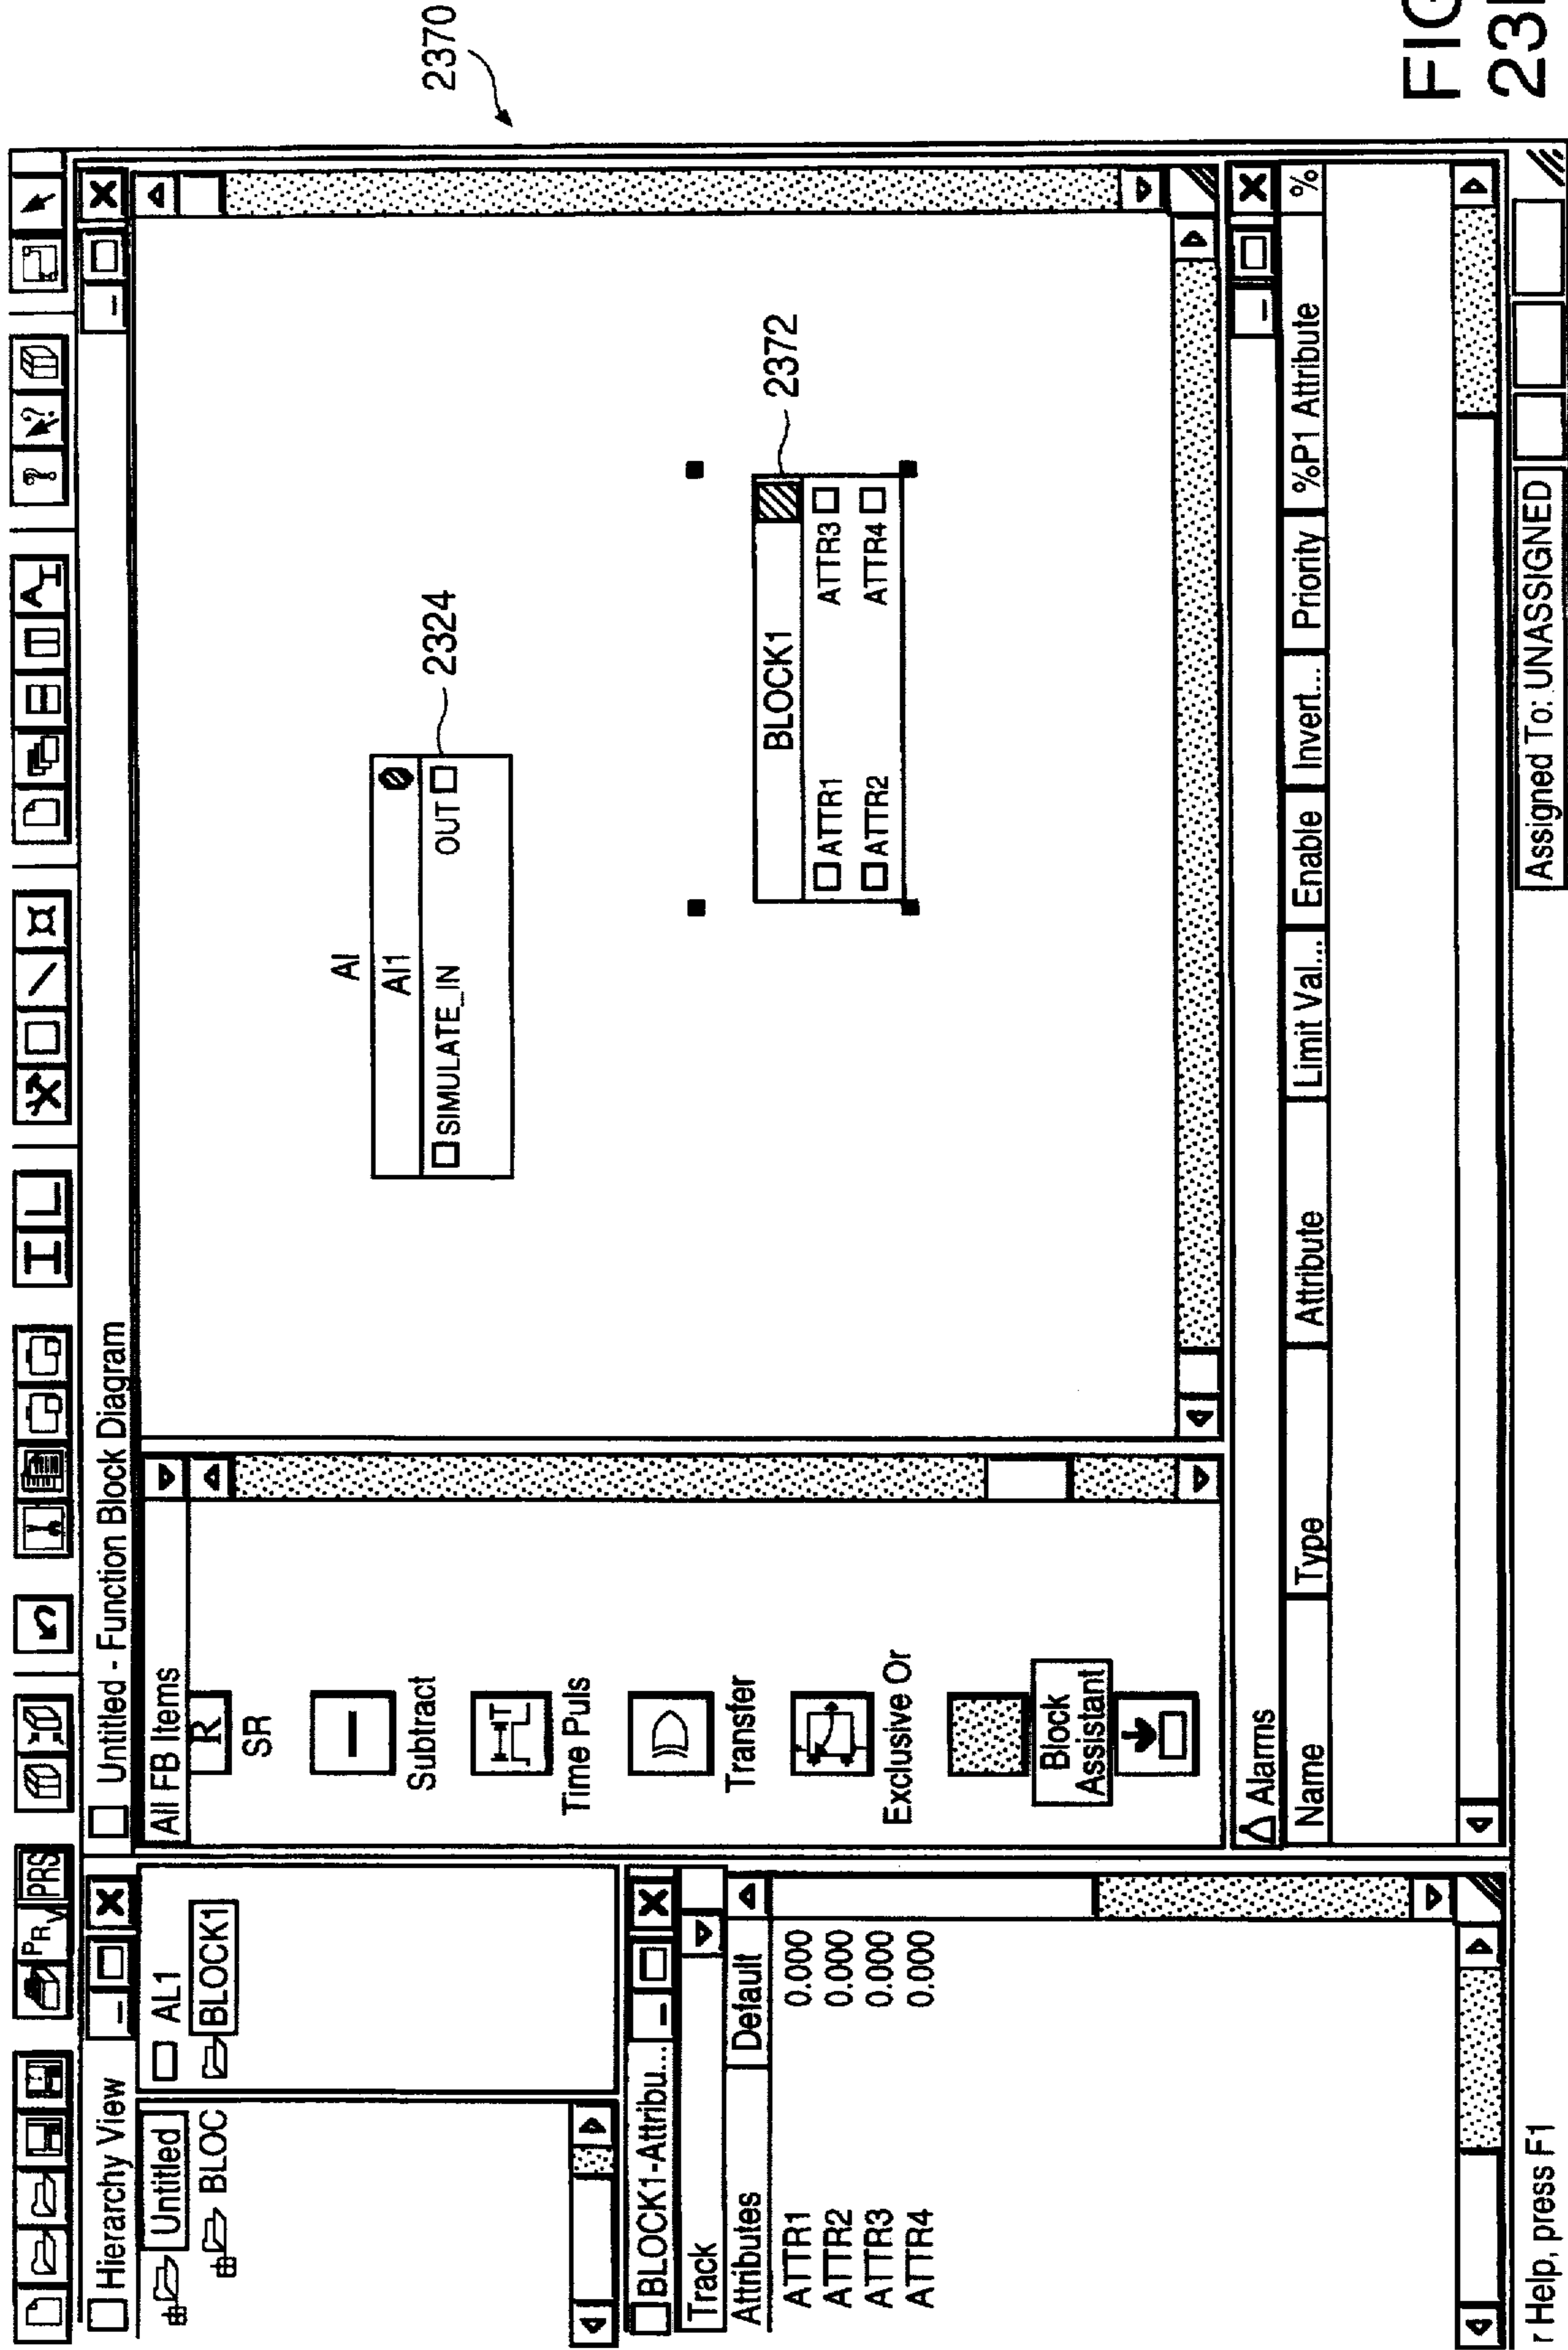 2370
PRV PRS
?
?
A I
I L
Hierarchy View
Untitled
BLOC
AL1
BLOCK1
BLOCK1-Attribu...
Track
Attributes Default
ATTR1 0.000
ATTR2 0.000
ATTR3 0.000
ATTR4 0.000
Untitled - Function Block Diagram
All FB Items
R
SR
Subtract
Time Puls
Transfer
Exclusive Or
Block
Assistant
AI
AI1
SIMULATE_IN OUT
2324
BLOCK1
ATTR1 ATTR3
ATTR2 ATTR4
2372
Alarms
Name Type Attribute Limit Val... Enable Invert... Priority %P1 Attribute %
r Help, press F1
Assigned To: UNASSIGNED